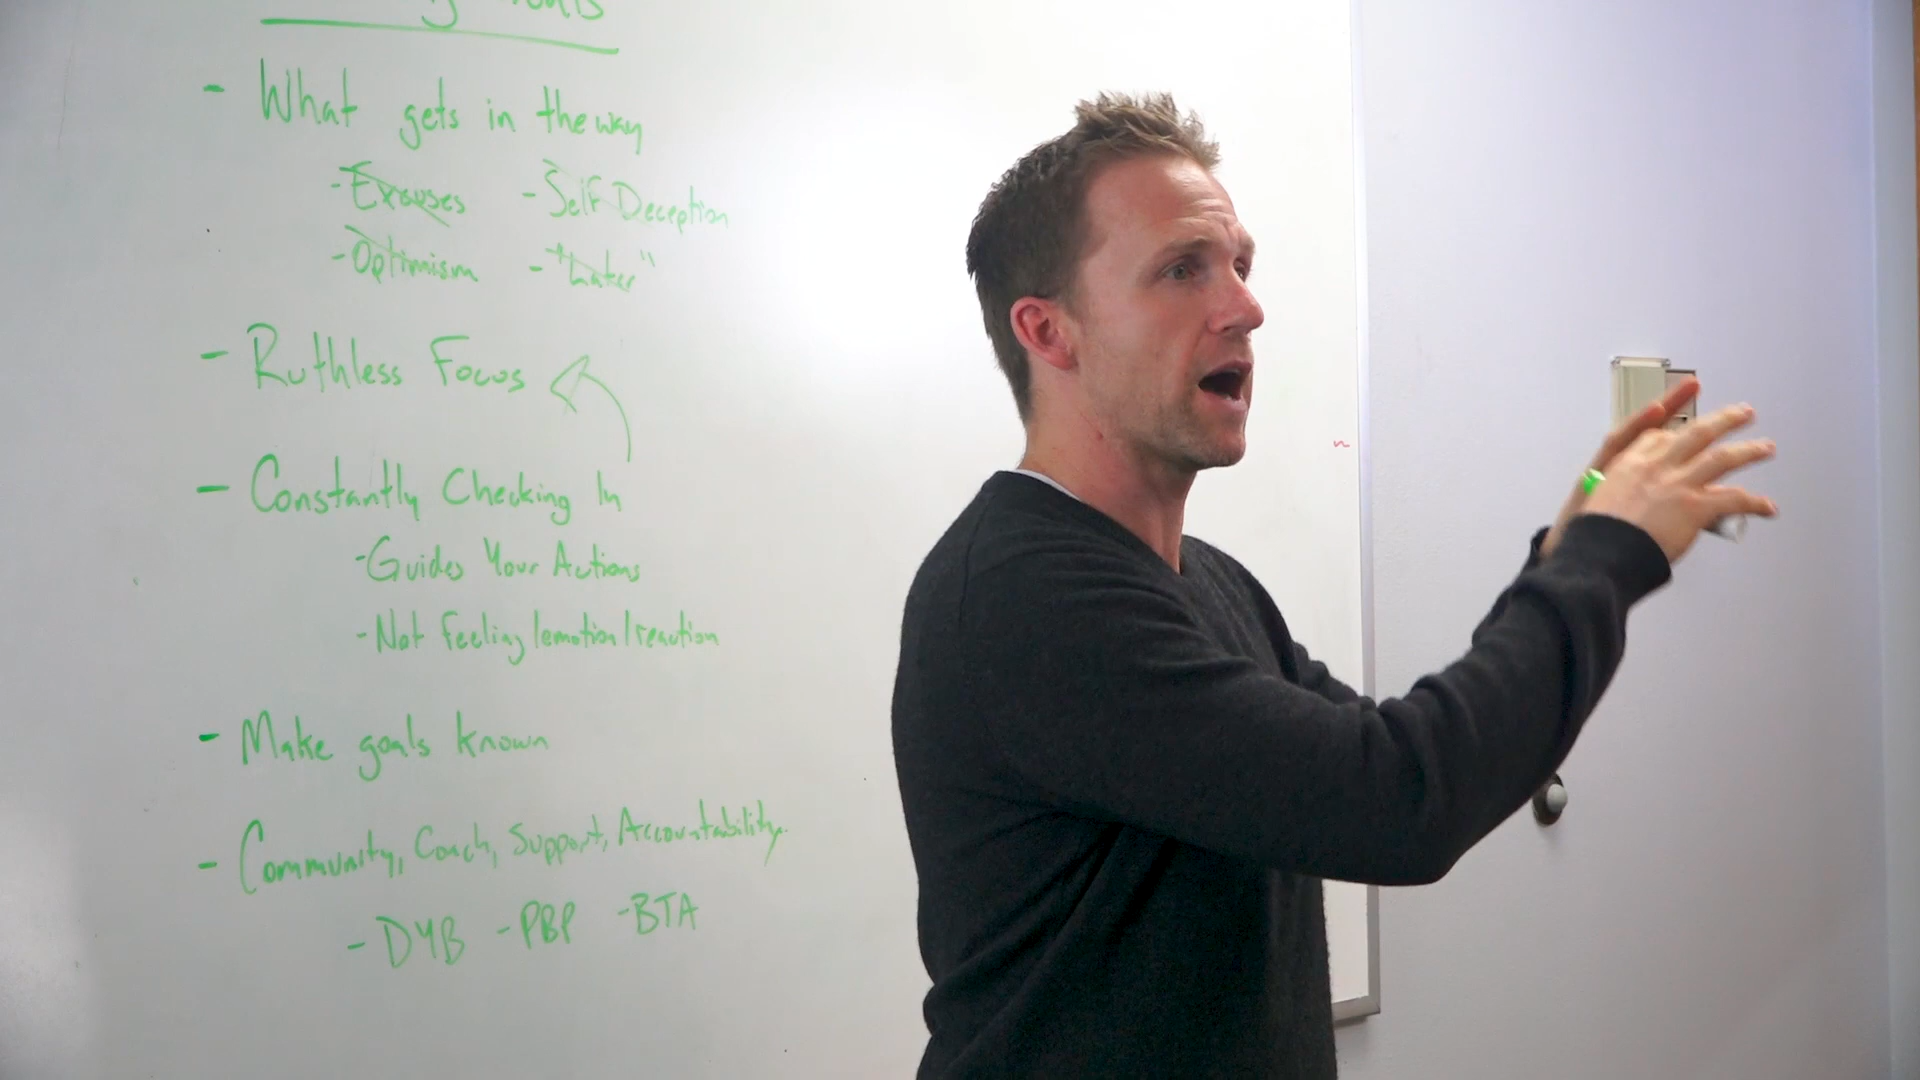 - What gets in the way
- Excuses - Self Deception
- Optimism - "Later"
- Ruthless Focus
- Constantly Checking In
- Guides Your Actions
- Not feeling/emotion/reaction
- Make goals known
- Community, Coach, Support, Accountability.
- DYB - PBP - BTA